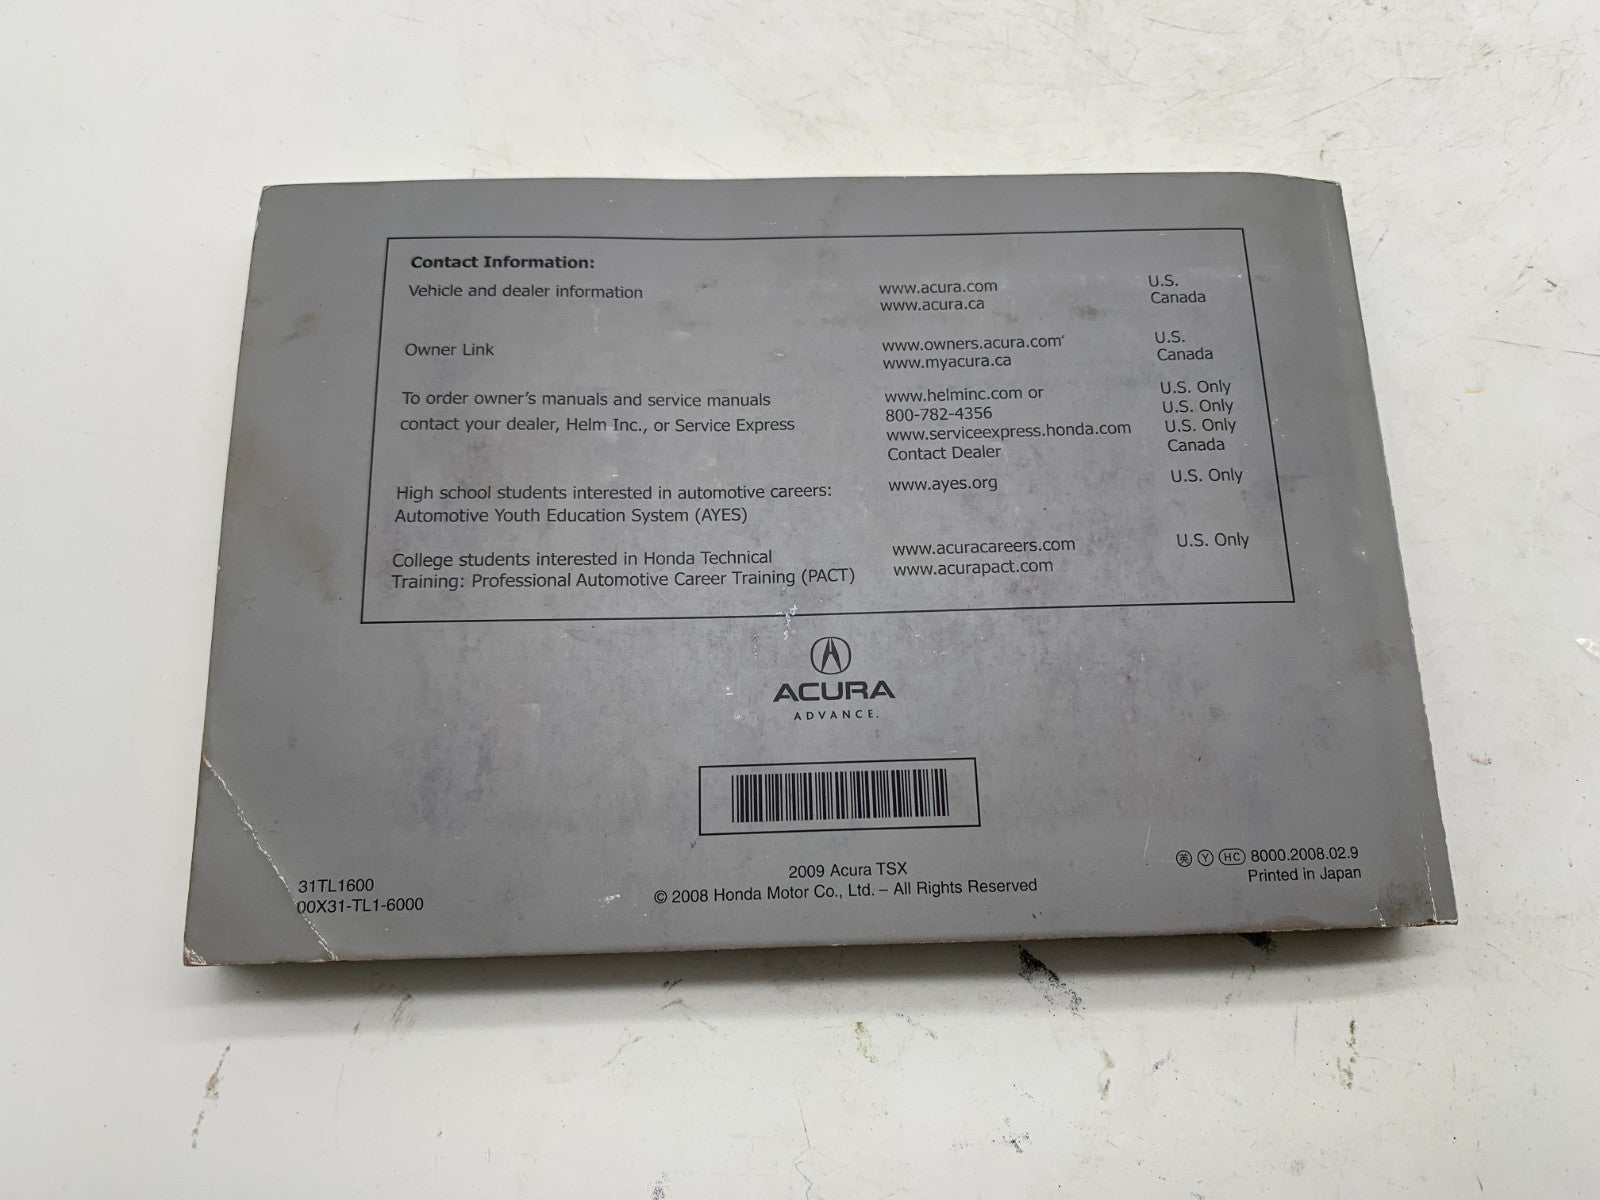 Contact Information:
Vehicle and dealer information www.acura.com U.S.
www.acura.ca Canada
Owner Link www.owners.acura.com U.S.
www.myacura.ca Canada
To order owner's manuals and service manuals www.helminc.com or U.S. Only
800-782-4356 U.S. Only
contact your dealer, Helm Inc., or Service Express www.serviceexpress.honda.com U.S. Only
Contact Dealer Canada
High school students interested in automotive careers: www.ayes.org U.S. Only
Automotive Youth Education System (AYES)
College students interested in Honda Technical www.acuracareers.com U.S. Only
Training: Professional Automotive Career Training (PACT) www.acurapact.com
ACURA
ADVANCE.
31TL1600
00X31-TL1-6000
2009 Acura TSX
© 2008 Honda Motor Co., Ltd. – All Rights Reserved
英 Y HC 8000.2008.02.9
Printed in Japan